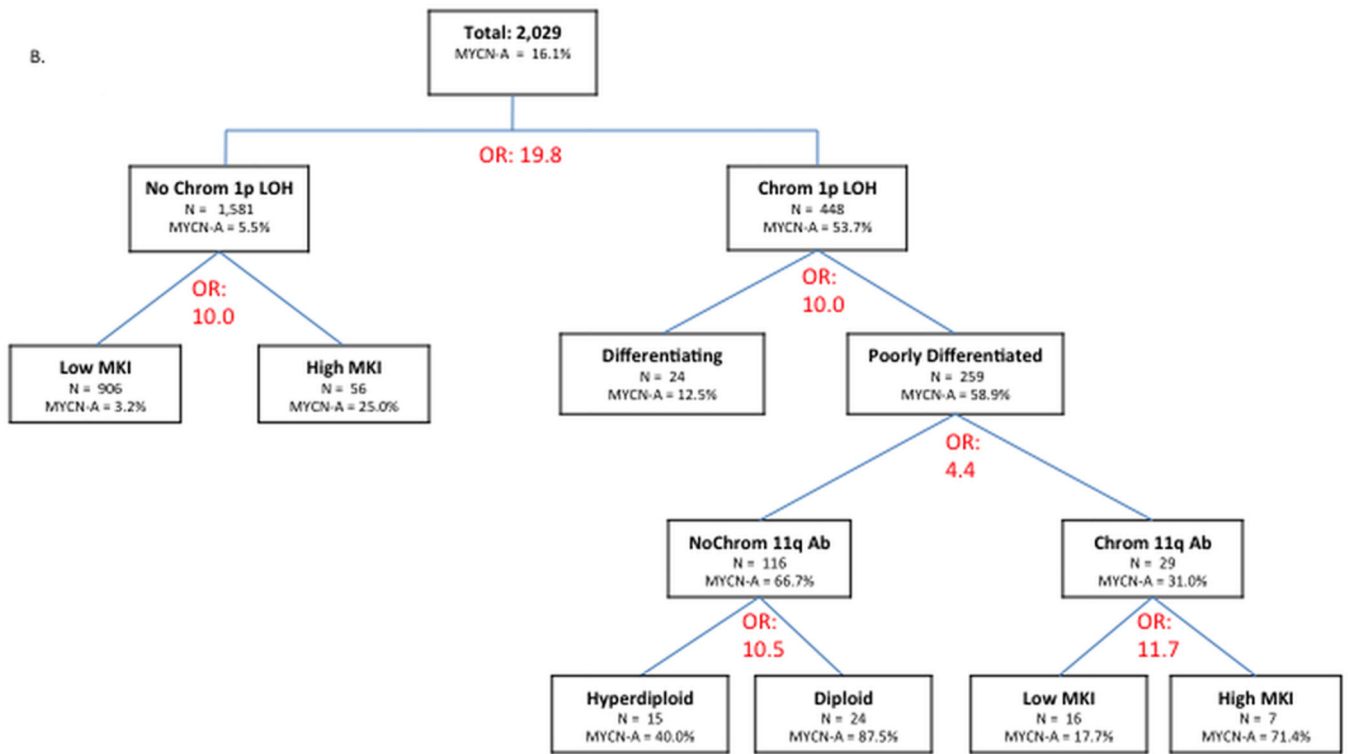 B.
Total: 2,029
MYCN-A = 16.1%
OR: 19.8
No Chrom 1p LOH
N = 1,581
MYCN-A = 5.5%
Chrom 1p LOH
N = 448
MYCN-A = 53.7%
OR:
10.0
OR:
10.0
Low MKI
N = 906
MYCN-A = 3.2%
High MKI
N = 56
MYCN-A = 25.0%
Differentiating
N = 24
MYCN-A = 12.5%
Poorly Differentiated
N = 259
MYCN-A = 58.9%
OR:
4.4
NoChrom 11q Ab
N = 116
MYCN-A = 66.7%
Chrom 11q Ab
N = 29
MYCN-A = 31.0%
OR:
10.5
OR:
11.7
Hyperdiploid
N = 15
MYCN-A = 40.0%
Diploid
N = 24
MYCN-A = 87.5%
Low MKI
N = 16
MYCN-A = 17.7%
High MKI
N = 7
MYCN-A = 71.4%